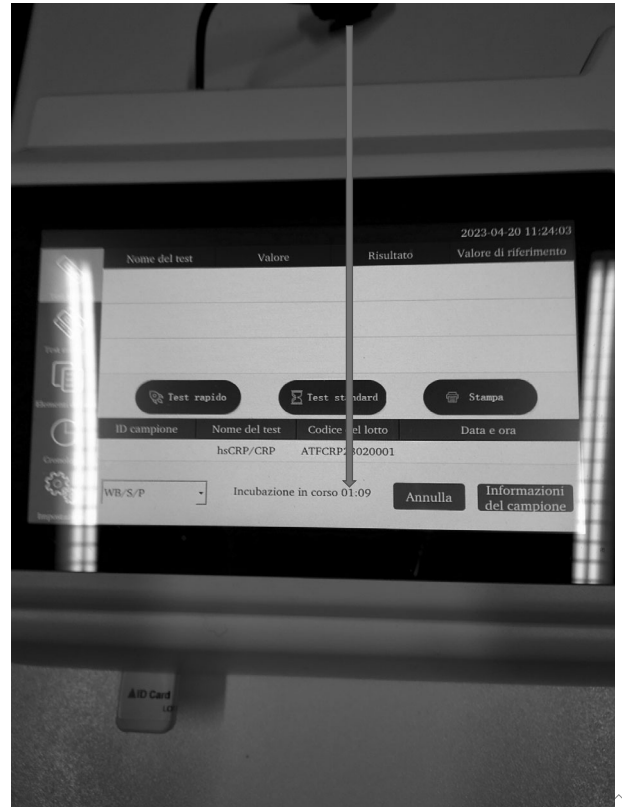 2023-04-20 11:24:03
Nome del test Valore Risultato Valore di riferimento
Test rapido Test standard Stampa
ID campione Nome del test Codice del lotto Data e ora
hsCRP/CRP ATFCRP23020001
WB/S/P Incubazione in corso 01:09 Annulla Informazioni
del campione
ID Card